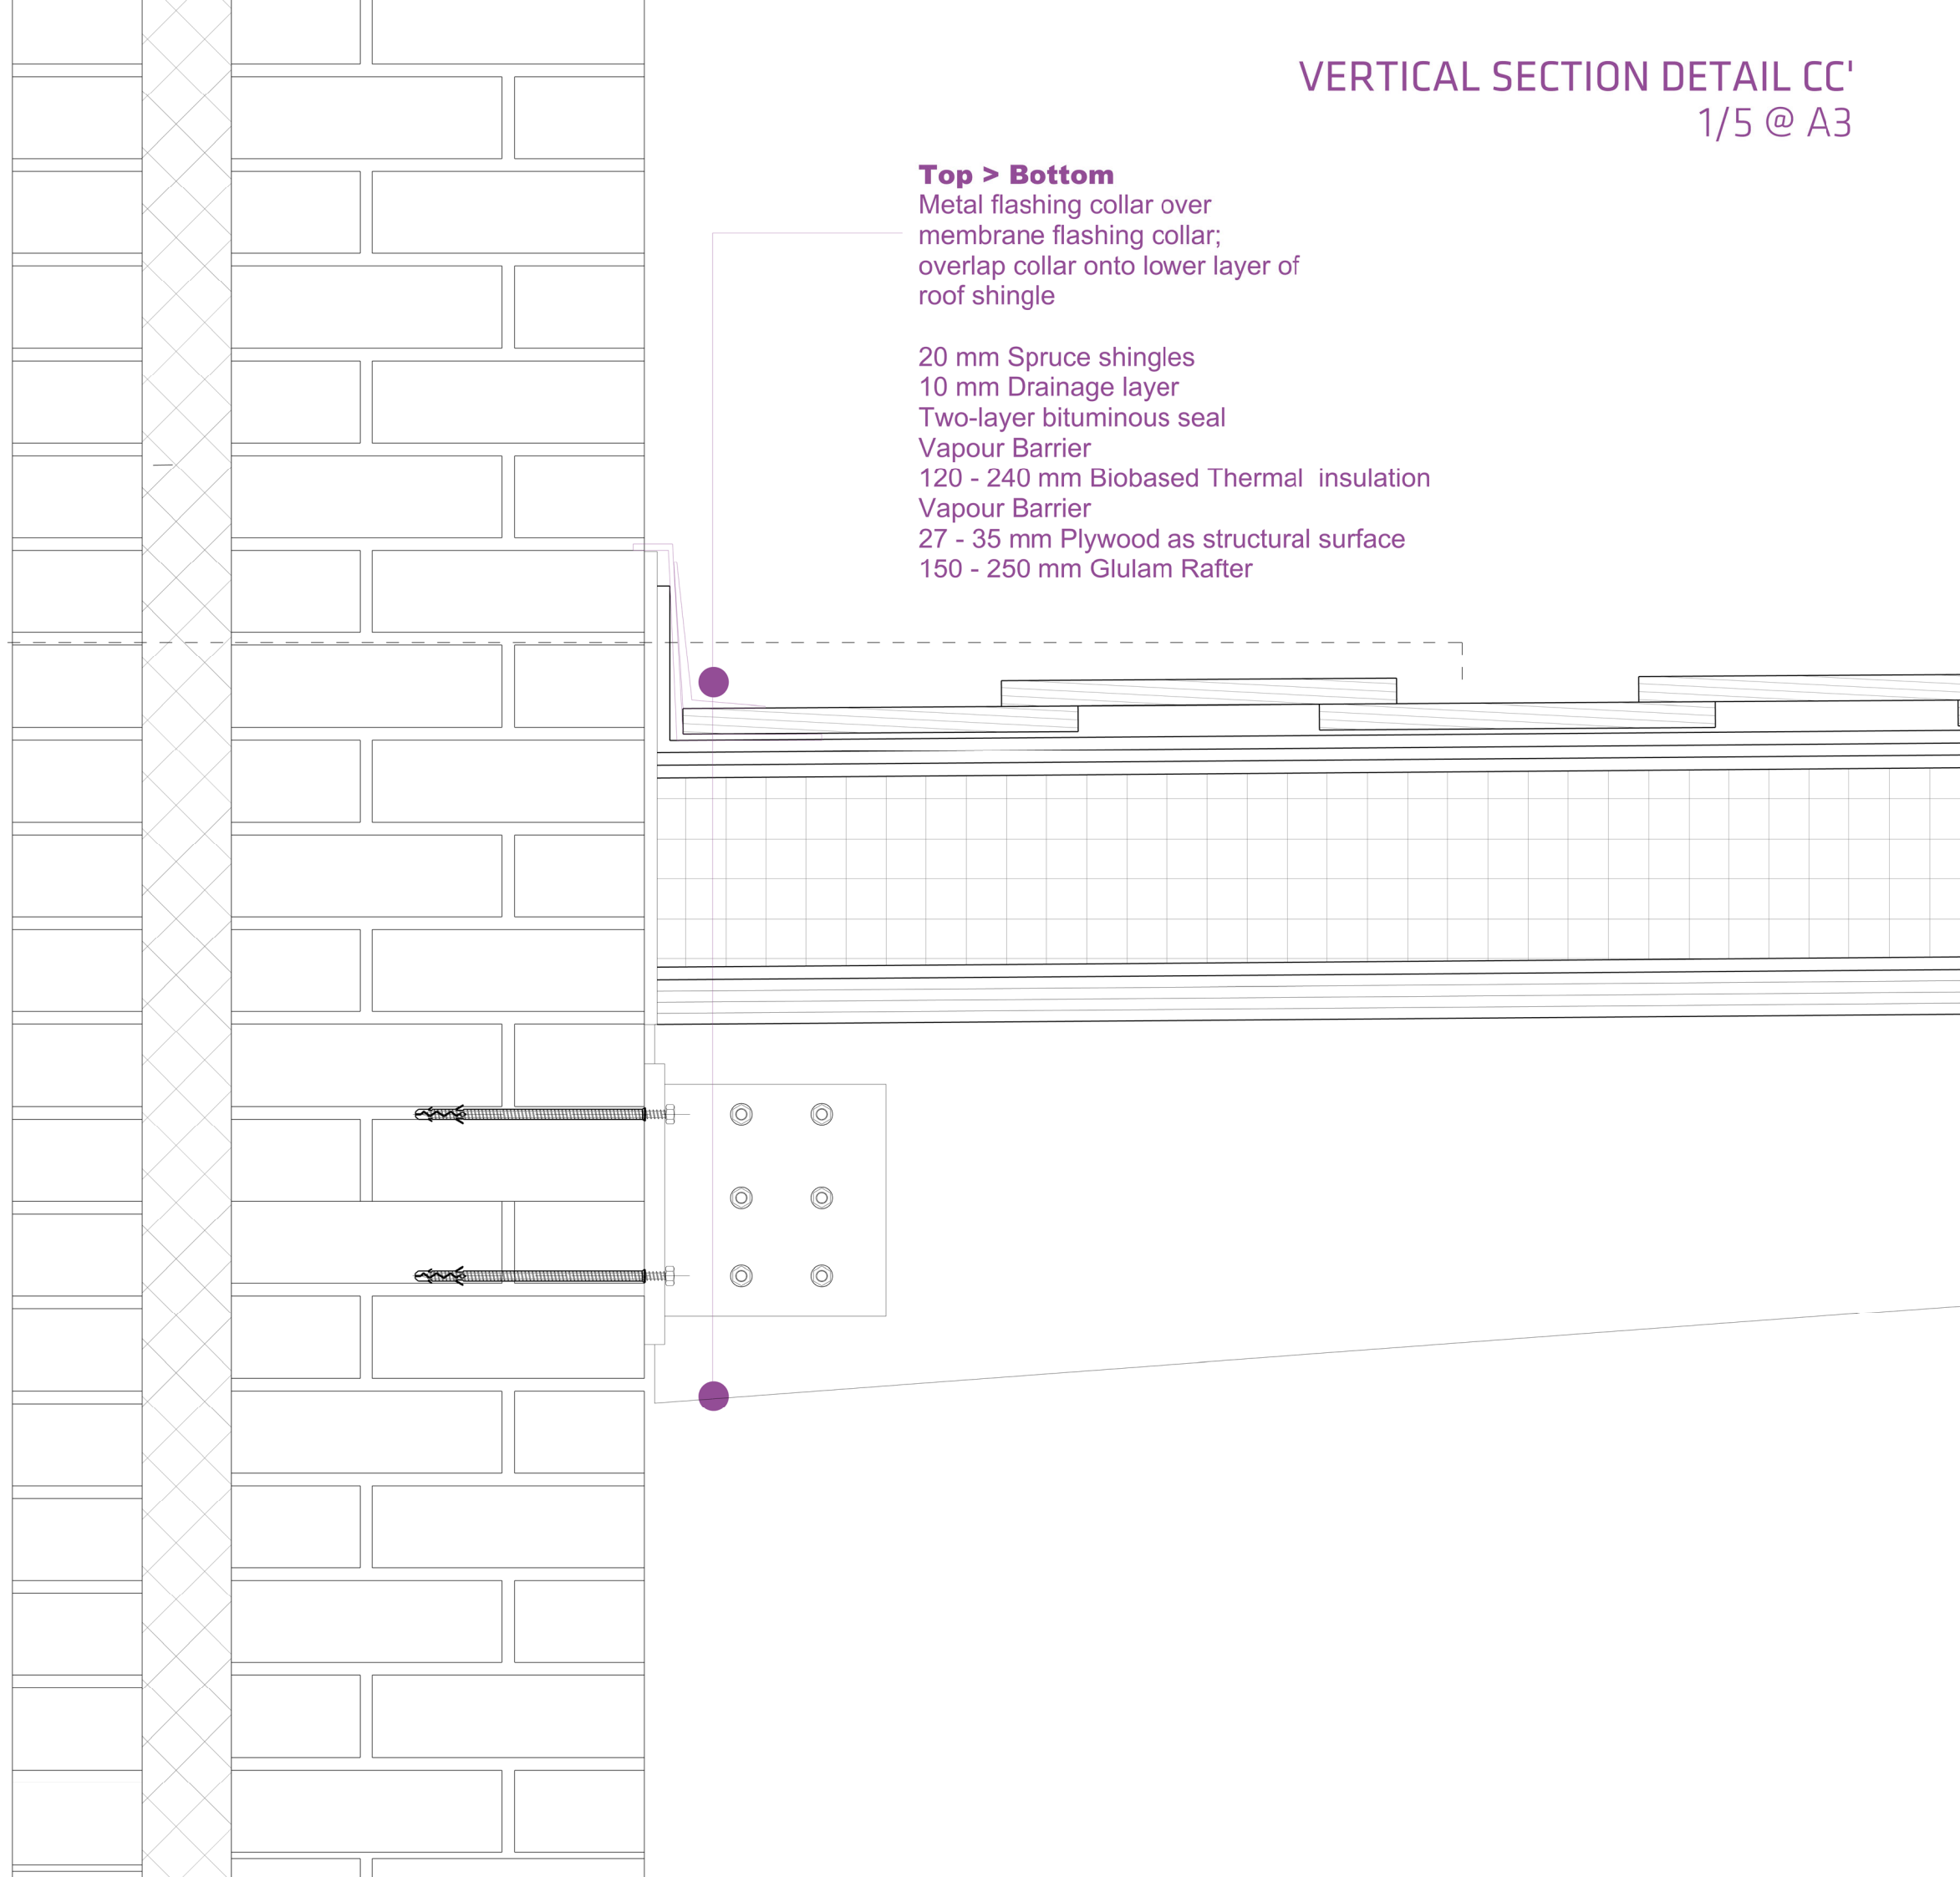 VERTICAL SECTION DETAIL CC'
1/5 @ A3
Top > Bottom
Metal flashing collar over
membrane flashing collar;
overlap collar onto lower layer of
roof shingle
20 mm Spruce shingles
10 mm Drainage layer
Two-layer bituminous seal
Vapour Barrier
120 - 240 mm Biobased Thermal  insulation
Vapour Barrier
27 - 35 mm Plywood as structural surface
150 - 250 mm Glulam Rafter